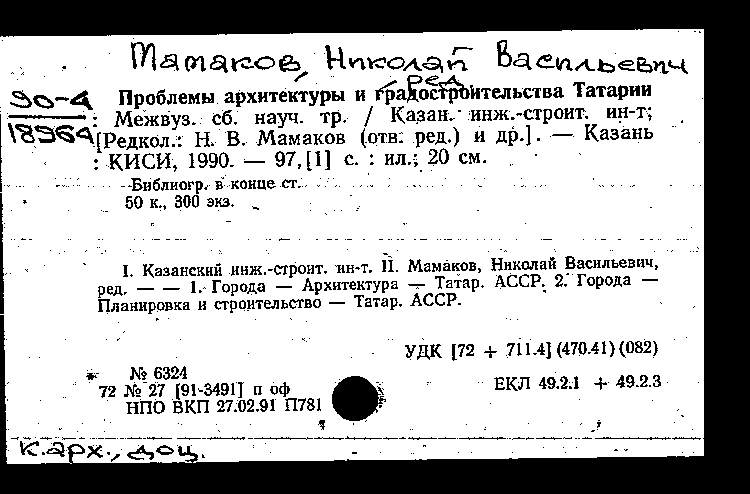 Мамаков, Николай Васильевич
ред.
90-4
18964
Проблемы архитектуры и градостроительства Татарии
: Межвуз. сб. науч. тр. / Казан. инж.-строит. ин-т;
[Редкол.: Н. В. Мамаков (отв. ред.) и др.]. — Казань
: КИСИ, 1990. — 97,[1] с. : ил.; 20 см.
Библиогр. в конце ст.
50 к., 300 экз.
I. Казанский инж.-строит. ин-т. II. Мамаков, Николай Васильевич,
ред. — — 1. Города — Архитектура — Татар. АССР. 2. Города —
Планировка и строительство — Татар. АССР.
УДК [72 + 711.4] (470.41) (082)
№ 6324
72 № 27 [91-3491] п оф
ЕКЛ 49.2.1 + 49.2.3
НПО ВКП 27.02.91 П781
к.арх., доц.